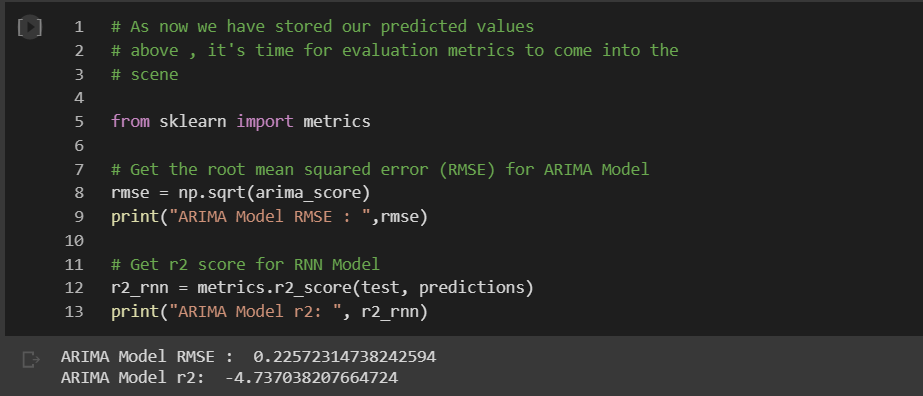 1 # As now we have stored our predicted values
2 # above , it's time for evaluation metrics to come into the
3 # scene
4
5 from sklearn import metrics
6
7 # Get the root mean squared error (RMSE) for ARIMA Model
8 rmse = np.sqrt(arima_score)
9 print("ARIMA Model RMSE : ",rmse)
10
11 # Get r2 score for RNN Model
12 r2_rnn = metrics.r2_score(test, predictions)
13 print("ARIMA Model r2: ", r2_rnn)
ARIMA Model RMSE :  0.22572314738242594
ARIMA Model r2:  -4.737038207664724